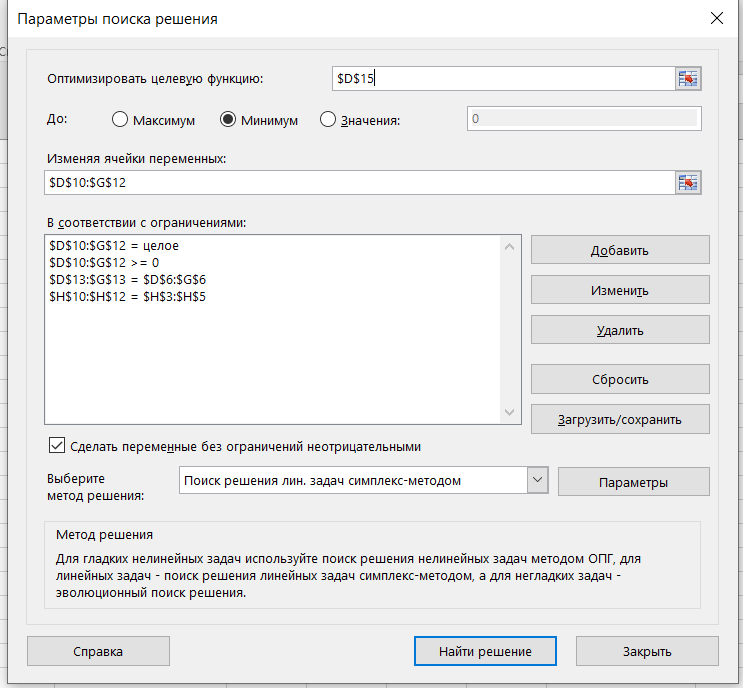 Параметры поиска решения
Оптимизировать целевую функцию:
$D$15
До:
Максимум
Минимум
Значения:
0
Изменяя ячейки переменных:
$D$10:$G$12
В соответствии с ограничениями:
$D$10:$G$12 = целое
$D$10:$G$12 >= 0
$D$13:$G$13 = $D$6:$G$6
$H$10:$H$12 = $H$3:$H$5
Добавить
Изменить
Удалить
Сбросить
Загрузить/сохранить
Сделать переменные без ограничений неотрицательными
Выберите
метод решения:
Поиск решения лин. задач симплекс-методом
Параметры
Метод решения
Для гладких нелинейных задач используйте поиск решения нелинейных задач методом ОПГ, для
линейных задач - поиск решения линейных задач симплекс-методом, а для негладких задач -
эволюционный поиск решения.
Справка
Найти решение
Закрыть